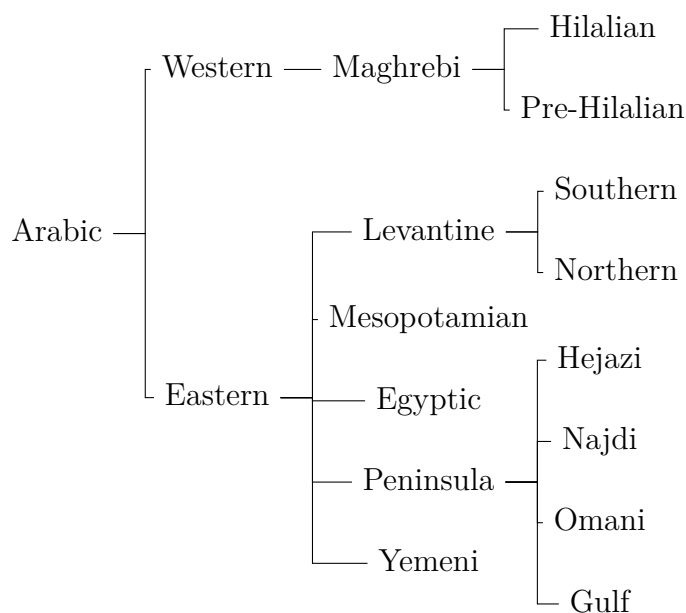 Hilalian
Western
Maghrebi
Pre-Hilalian
Southern
Arabic
Levantine
Northern
Mesopotamian
Hejazi
Eastern
Egyptic
Najdi
Peninsula
Omani
Yemeni
Gulf